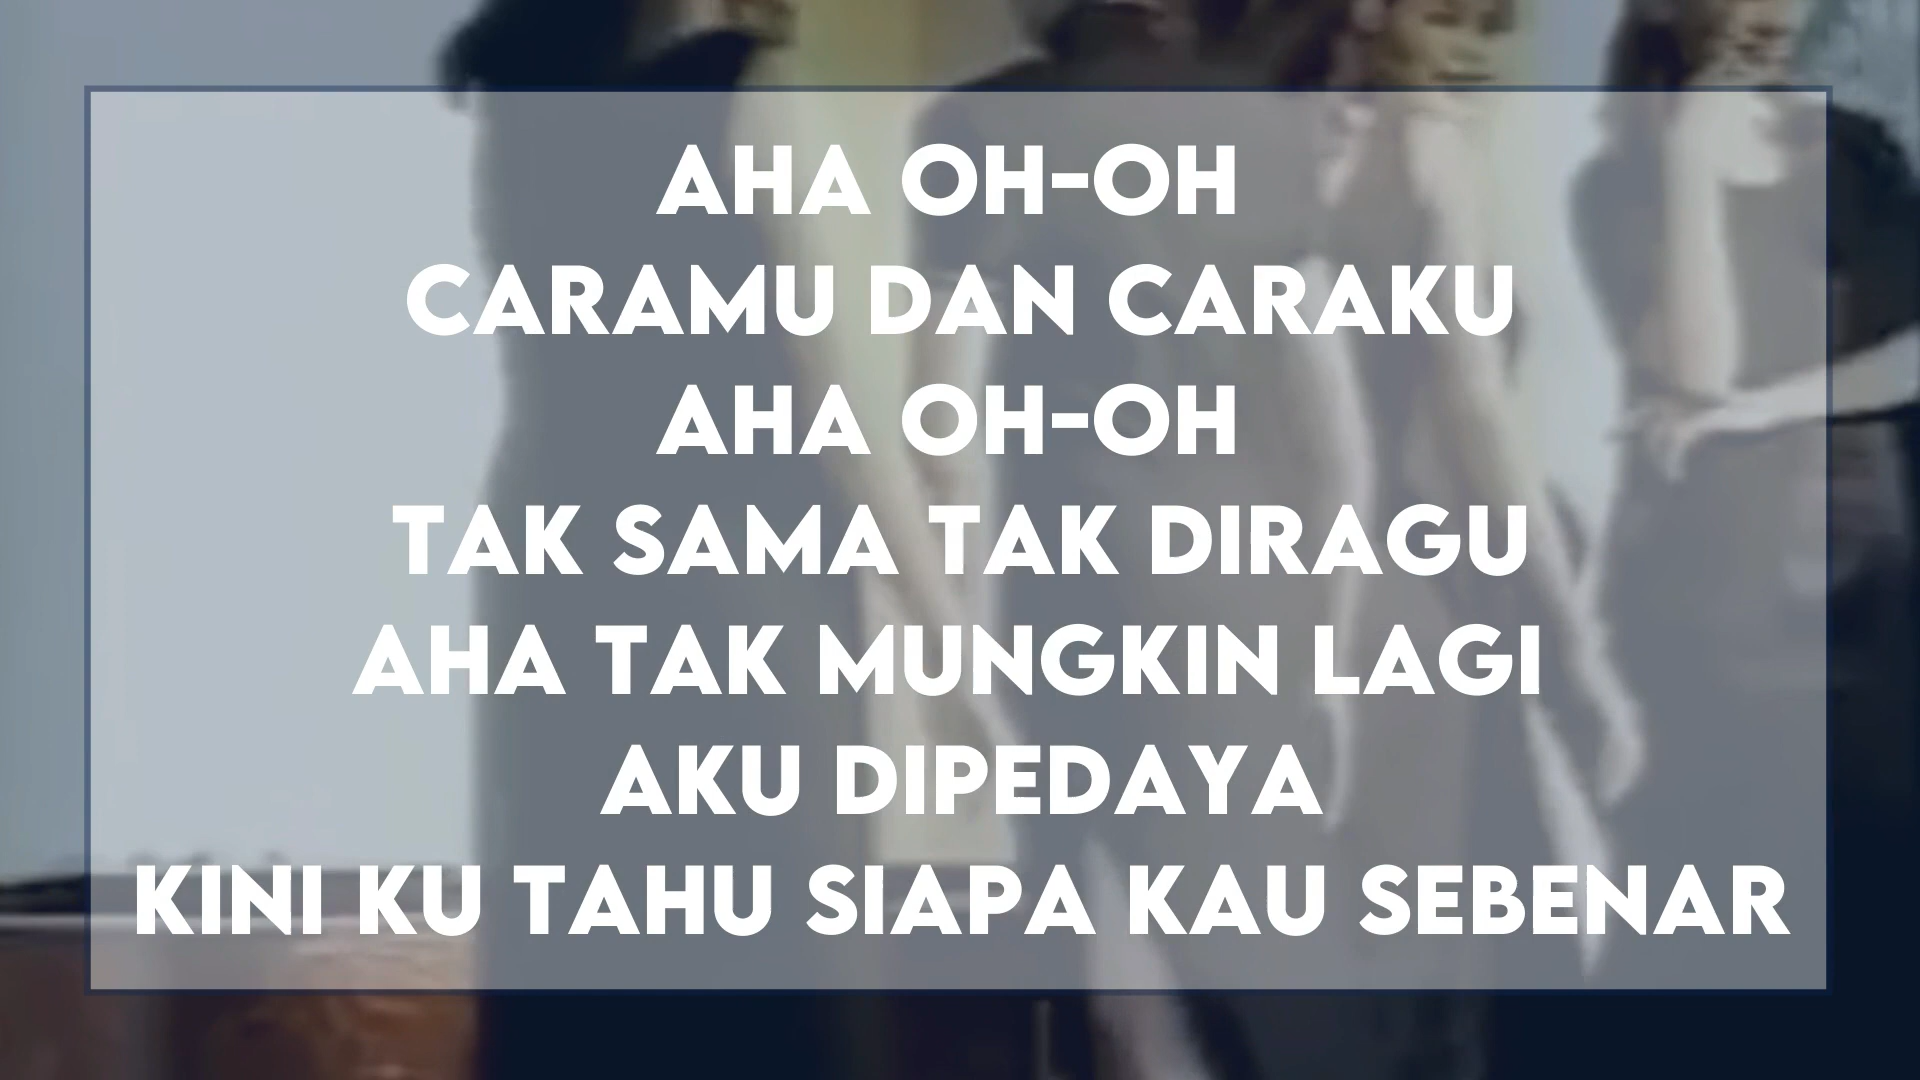 AHA OH-OH
CARAMU DAN CARAKU
AHA OH-OH
TAK SAMA TAK DIRAGU
AHA TAK MUNGKIN LAGI
AKU DIPEDAYA
KINI KU TAHU SIAPA KAU SEBENAR